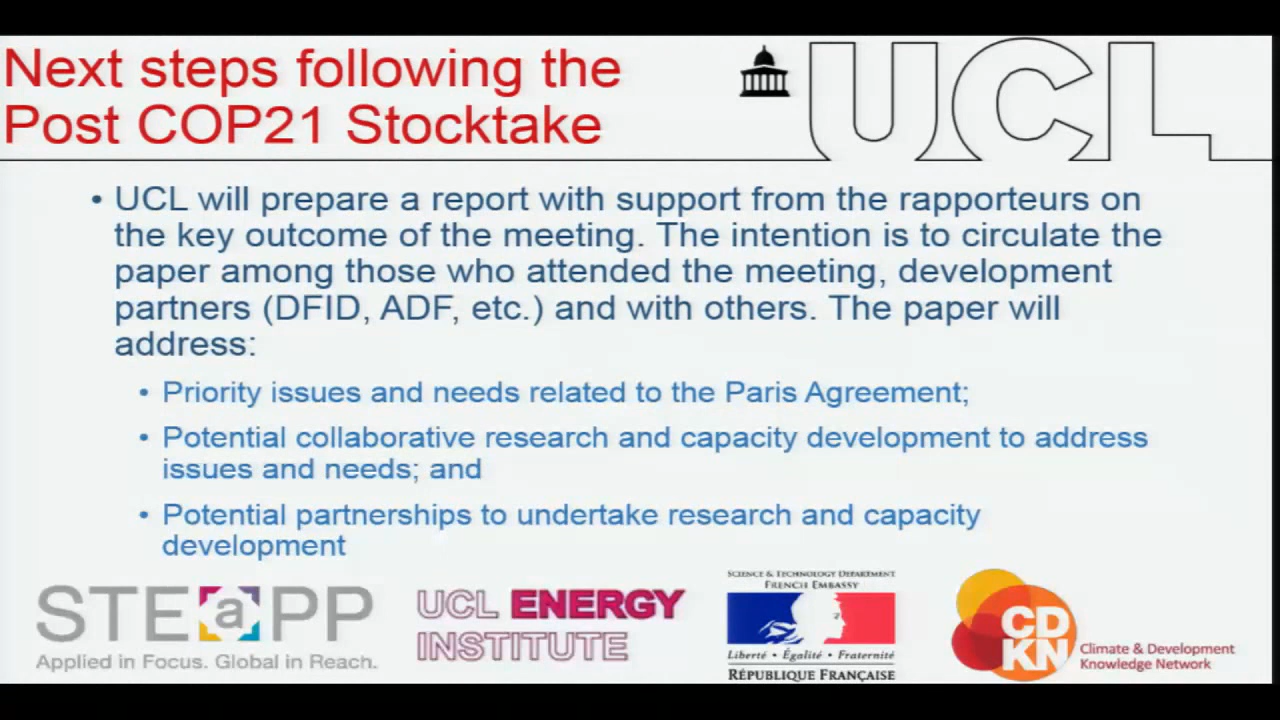 Next steps following the
Post COP21 Stocktake
UCL
• UCL will prepare a report with support from the rapporteurs on
the key outcome of the meeting. The intention is to circulate the
paper among those who attended the meeting, development
partners (DFID, ADF, etc.) and with others. The paper will
address:
• Priority issues and needs related to the Paris Agreement;
• Potential collaborative research and capacity development to address
issues and needs; and
• Potential partnerships to undertake research and capacity
development
STEaPP
Applied in Focus. Global in Reach.
UCL ENERGY
INSTITUTE
SCIENCE & TECHNOLOGY DEPARTMENT
FRENCH EMBASSY
Liberté • Égalité • Fraternité
RÉPUBLIQUE FRANÇAISE
CD
KN
Climate & Development
Knowledge Network